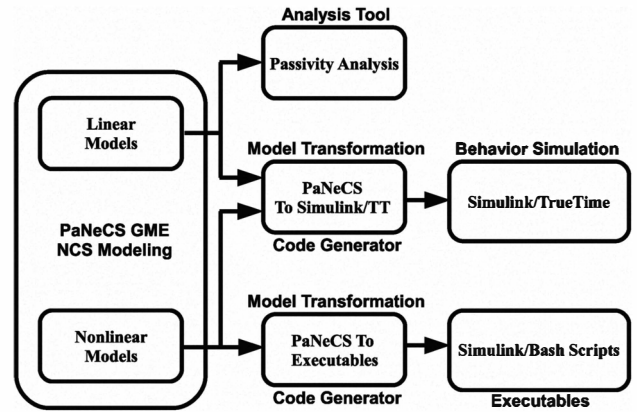 Analysis Tool
Passivity Analysis
Linear
Models
Model Transformation
PaNeCS
To Simulink/TT
Code Generator
Behavior Simulation
Simulink/TrueTime
PaNeCS GME
NCS Modeling
Nonlinear
Models
Model Transformation
PaNeCS To
Executables
Code Generator
Simulink/Bash Scripts
Executables